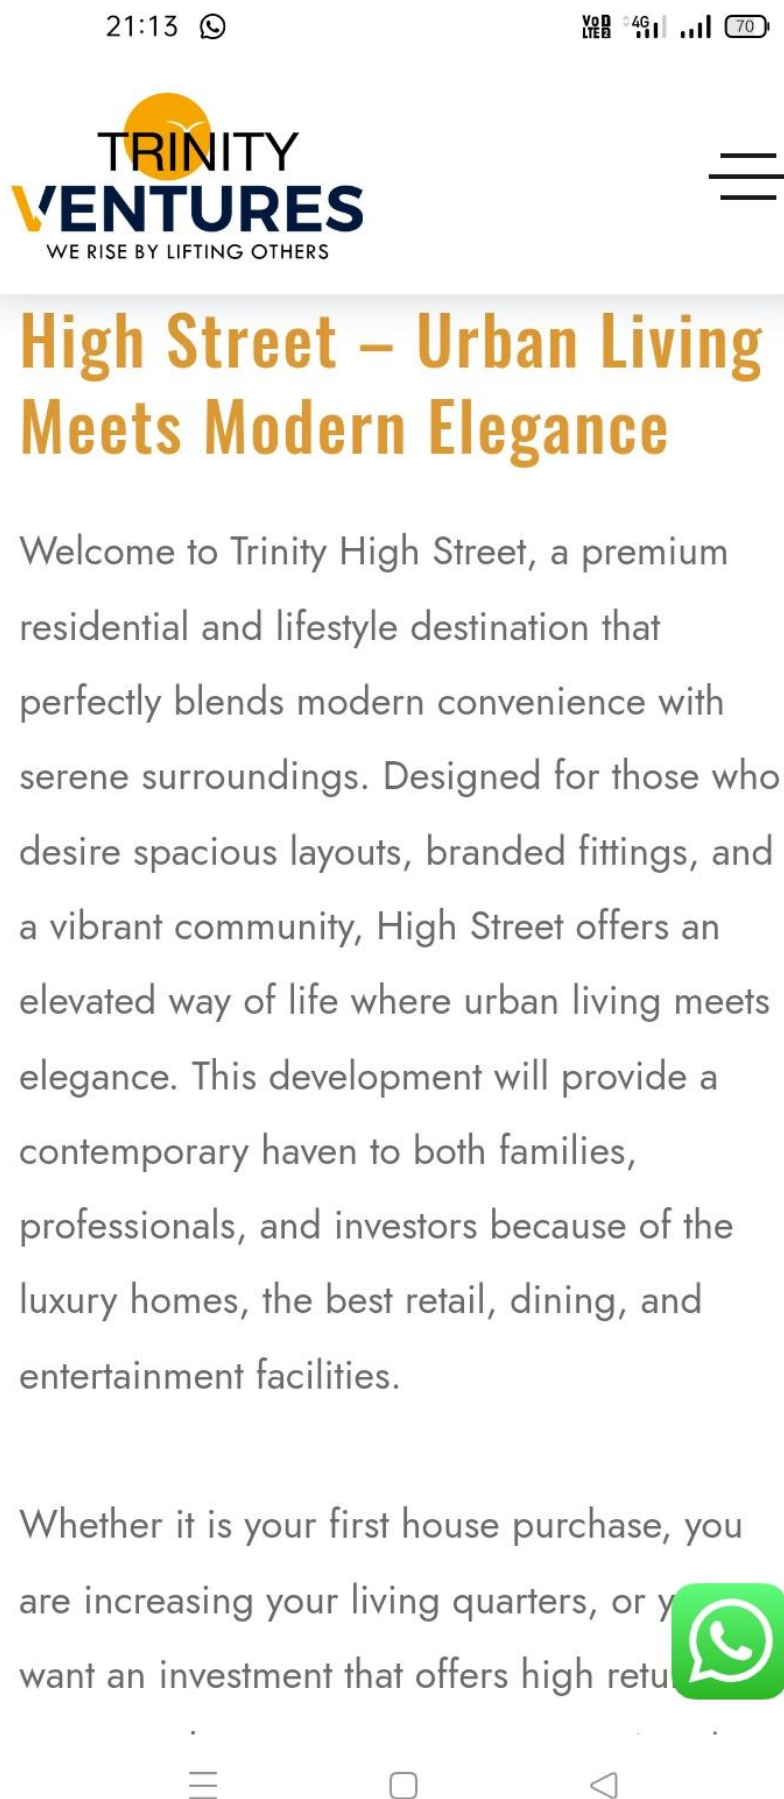 21:13
VoD LTE2 4G 70
TRINITY
VENTURES
WE RISE BY LIFTING OTHERS
High Street – Urban Living
Meets Modern Elegance
Welcome to Trinity High Street, a premium
residential and lifestyle destination that
perfectly blends modern convenience with
serene surroundings. Designed for those who
desire spacious layouts, branded fittings, and
a vibrant community, High Street offers an
elevated way of life where urban living meets
elegance. This development will provide a
contemporary haven to both families,
professionals, and investors because of the
luxury homes, the best retail, dining, and
entertainment facilities.
Whether it is your first house purchase, you
are increasing your living quarters, or
want an investment that offers high